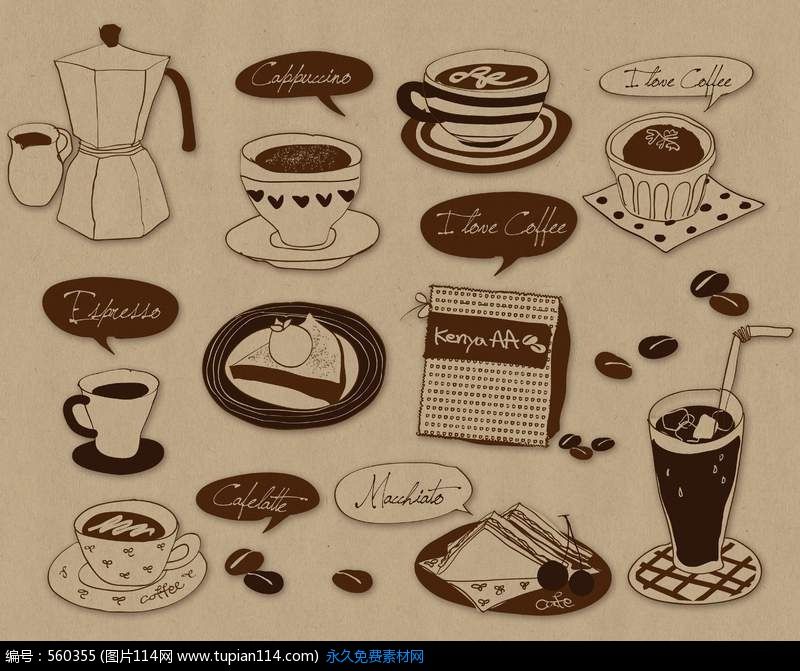 Cappuccino
I love Coffee
I love Coffee
Espresso
Kenya AA
Cafelatte
Macchiato
coffee
cafe
编号：560355 (图片114网 www.tupian114.com) 永久免费素材网